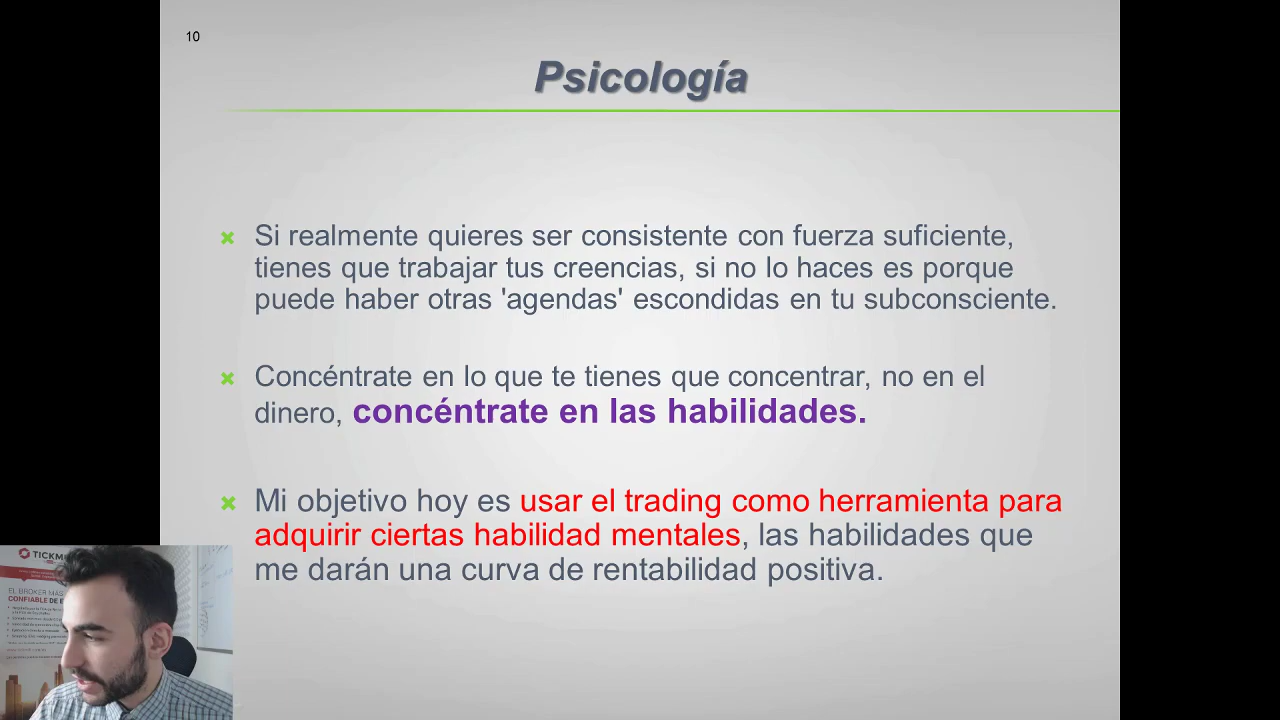 10
Psicología
Si realmente quieres ser consistente con fuerza suficiente,
tienes que trabajar tus creencias, si no lo haces es porque
puede haber otras 'agendas' escondidas en tu subconsciente.
Concéntrate en lo que te tienes que concentrar, no en el
dinero, concéntrate en las habilidades.
Mi objetivo hoy es usar el trading como herramienta para
adquirir ciertas habilidad mentales, las habilidades que
me darán una curva de rentabilidad positiva.
TICKM
EL BROKER MÁS
CONFIABLE DE E